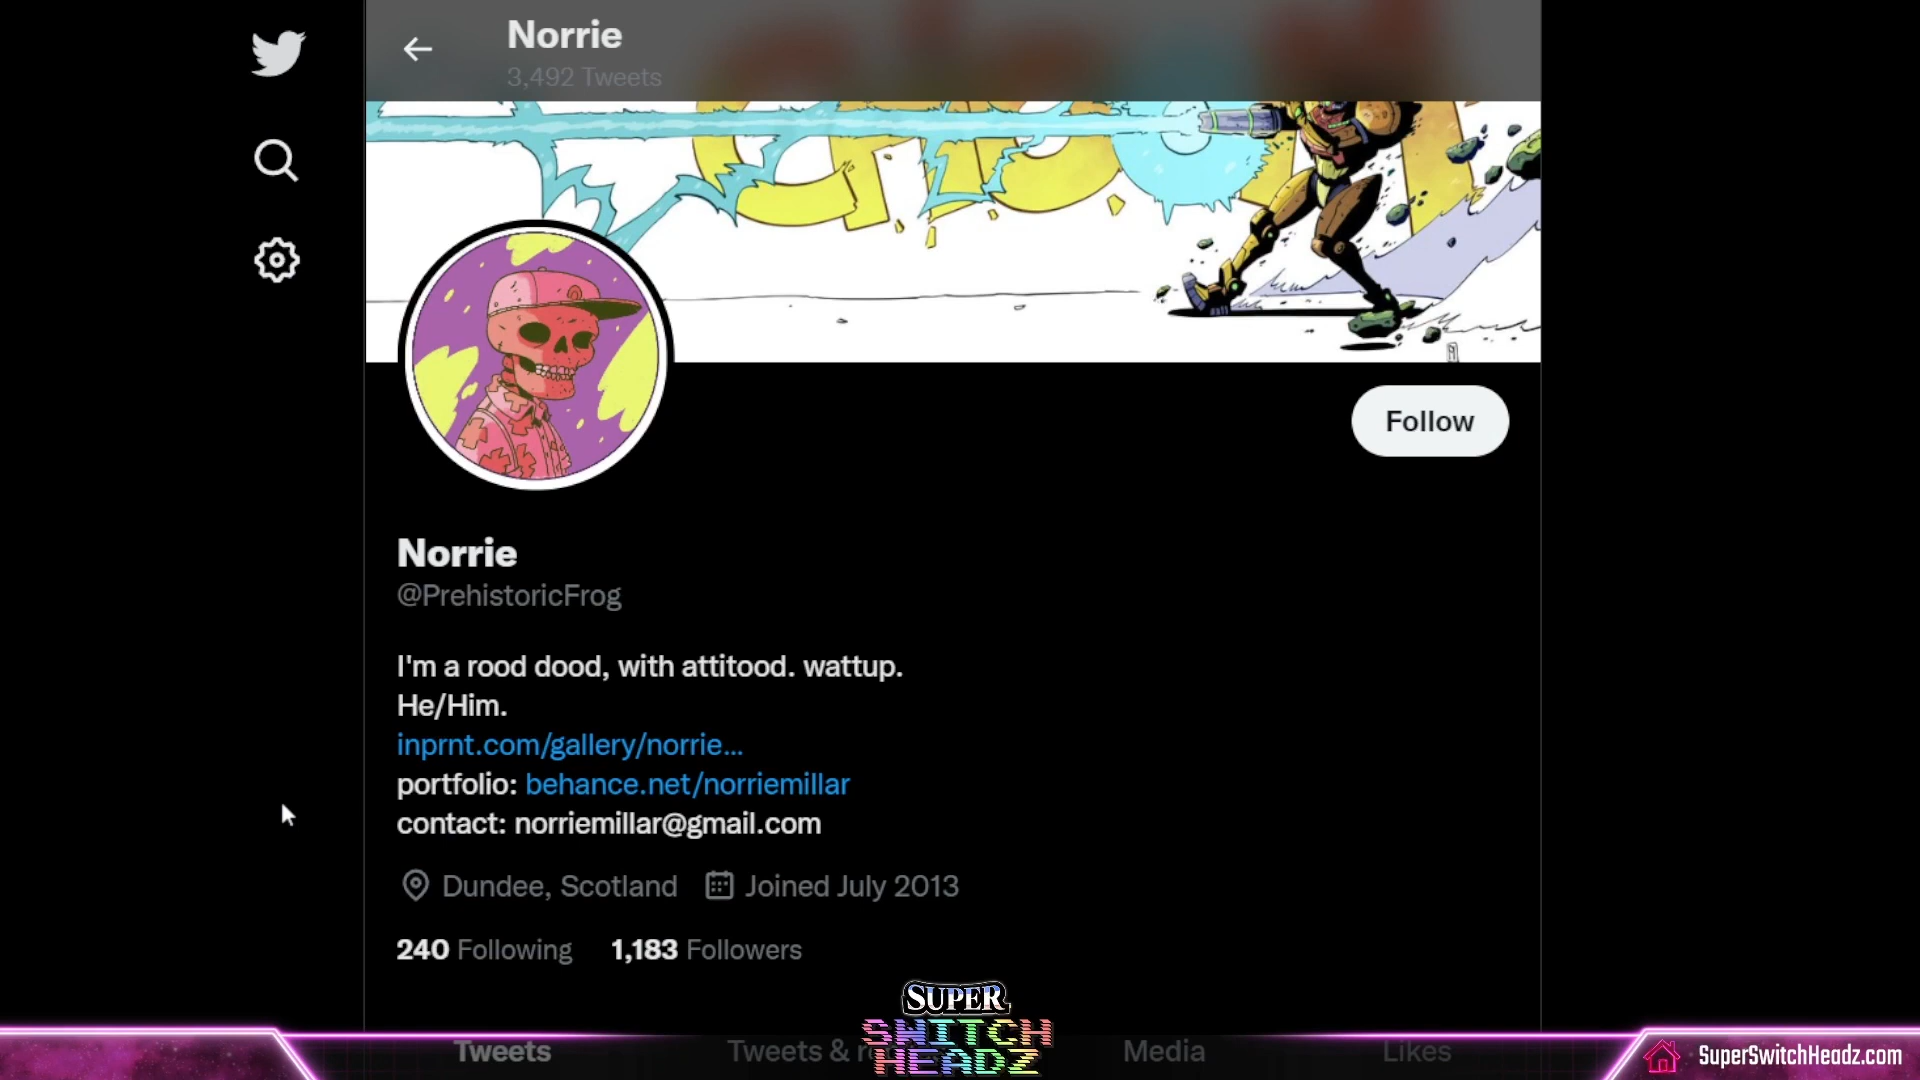 Norrie
3,492 Tweets
Follow
Norrie
@PrehistoricFrog
I'm a rood dood, with attitood. wattup.
He/Him.
inprnt.com/gallery/norrie...
portfolio: behance.net/norriemillar
contact: norriemillar@gmail.com
Dundee, Scotland Joined July 2013
240 Following 1,183 Followers
SUPER
SWITCH
HEADZ
Tweets Tweets & Media Likes
SuperSwitchHeadz.com